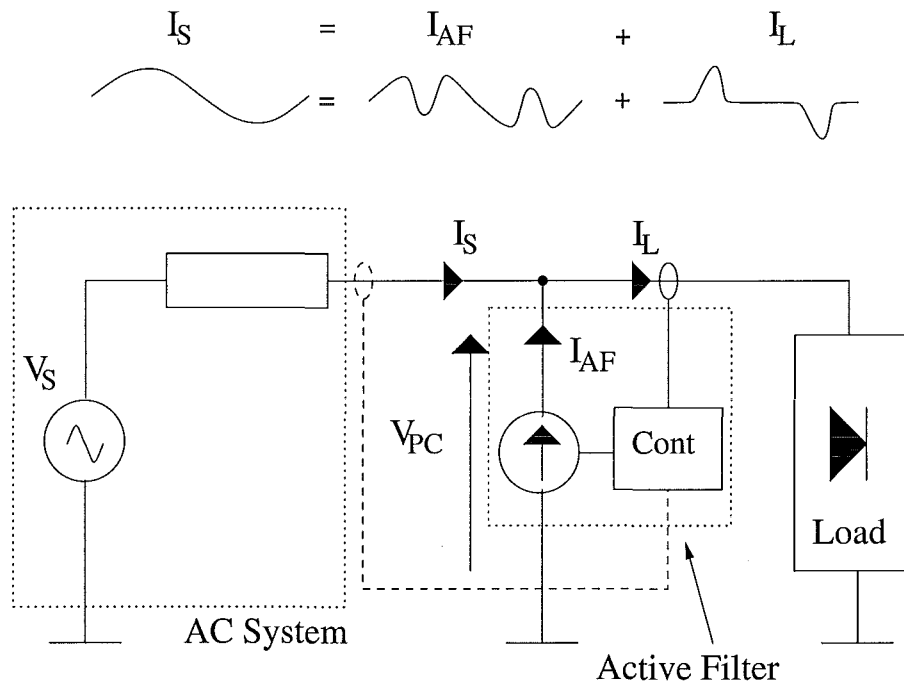 I_S = I_AF + I_L
= +
I_S I_L
I_AF
V_S
V_PC
Cont
Load
AC System
Active Filter